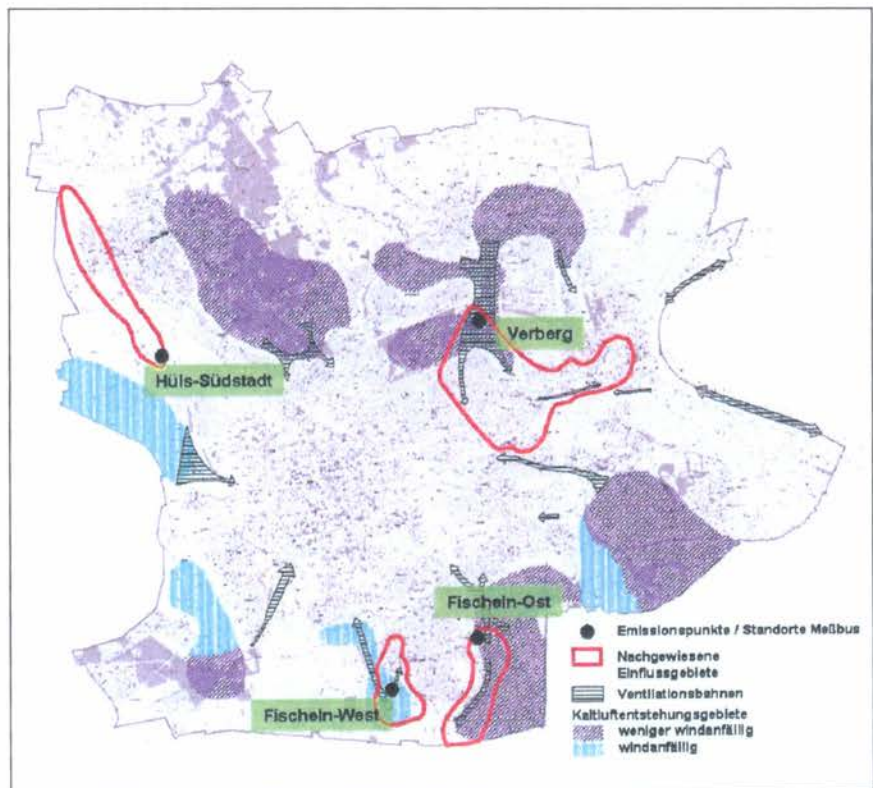 Verberg
Hüls-Südstadt
Fischeln-Ost
Fischeln-West
Emissionspunkte / Standorte Meßbus
Nachgewiesene
Einflussgebiete
Ventilationsbahnen
Kaltluftentstehungsgebiete
weniger windanfällig
windanfällig